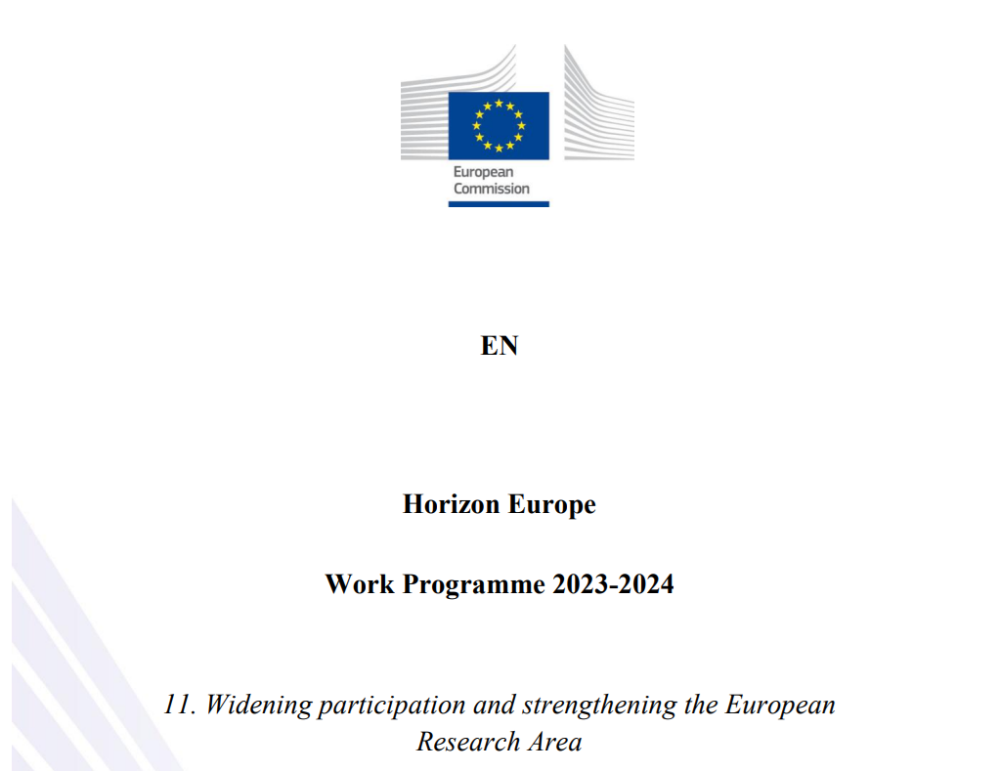 European
Commission
EN
Horizon Europe
Work Programme 2023-2024
11. Widening participation and strengthening the European
Research Area